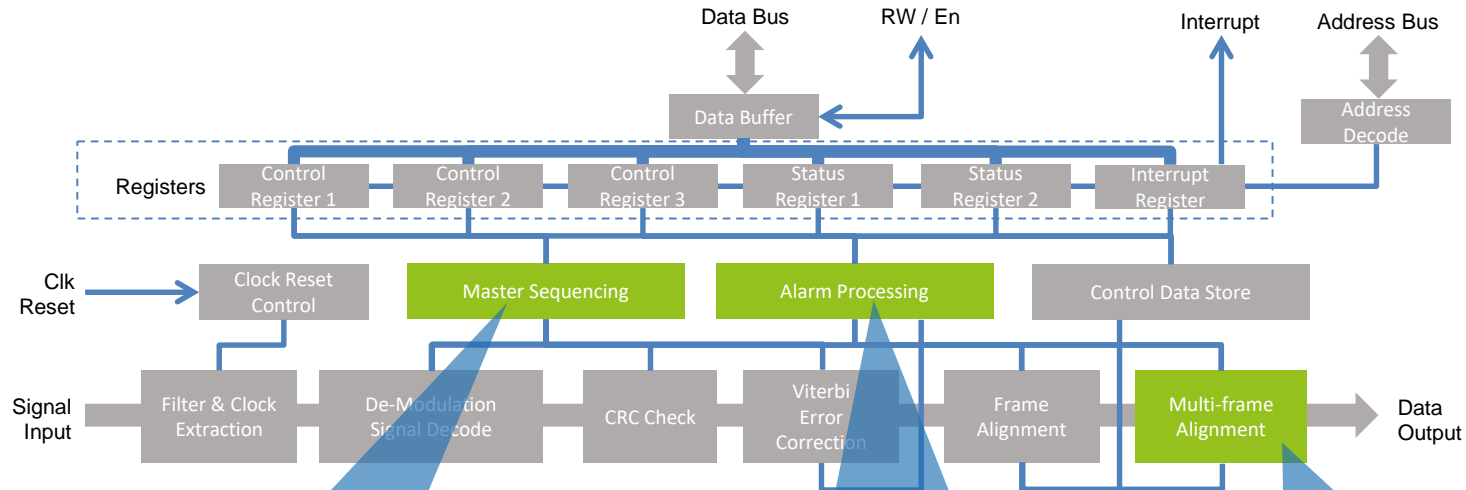 Data Bus
RW / En
Interrupt
Address Bus
Data Buffer
Address
Decode
Registers
Control
Register 1
Control
Register 2
Control
Register 3
Status
Register 1
Status
Register 2
Interrupt
Register
Clk
Reset
Clock Reset
Control
Master Sequencing
Alarm Processing
Control Data Store
Signal
Input
Filter & Clock
Extraction
De-Modulation
Signal Decode
CRC Check
Viterbi
Error
Correction
Frame
Alignment
Multi-frame
Alignment
Data
Output